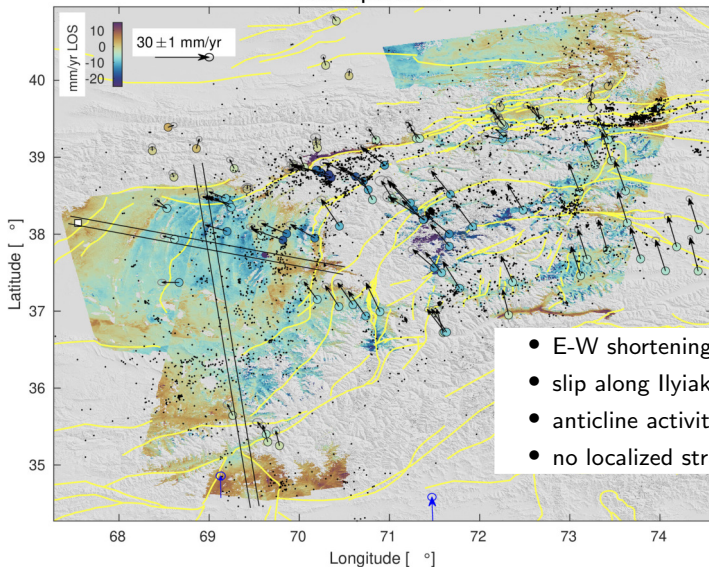 mm/yr LOS
10
0
-10
-20
30 ±1 mm/yr
40
39
38
37
36
35
Latitude [ °]
68
69
70
71
72
73
74
Longitude [ °]
• E-W shortening
• slip along Ilyiak
• anticline activit
• no localized str